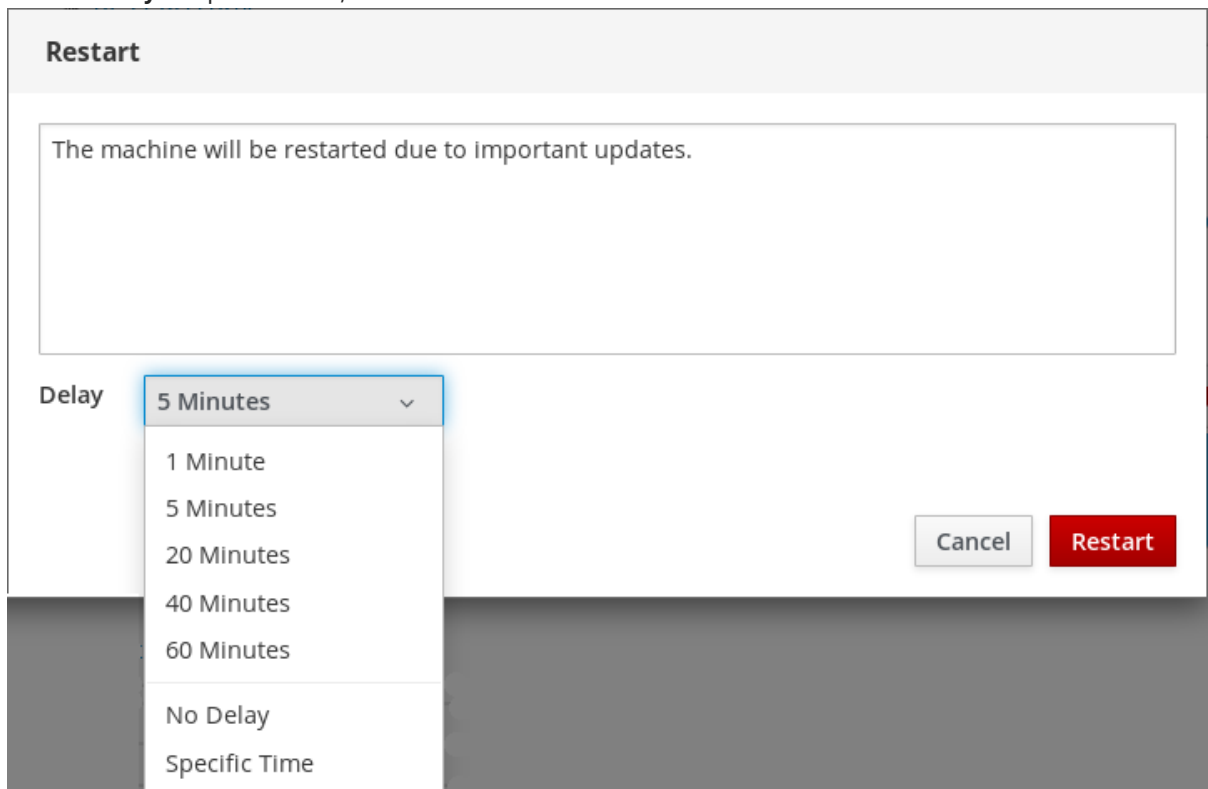 Restart
The machine will be restarted due to important updates.
Delay
5 Minutes
1 Minute
5 Minutes
20 Minutes
40 Minutes
60 Minutes
No Delay
Specific Time
Cancel
Restart